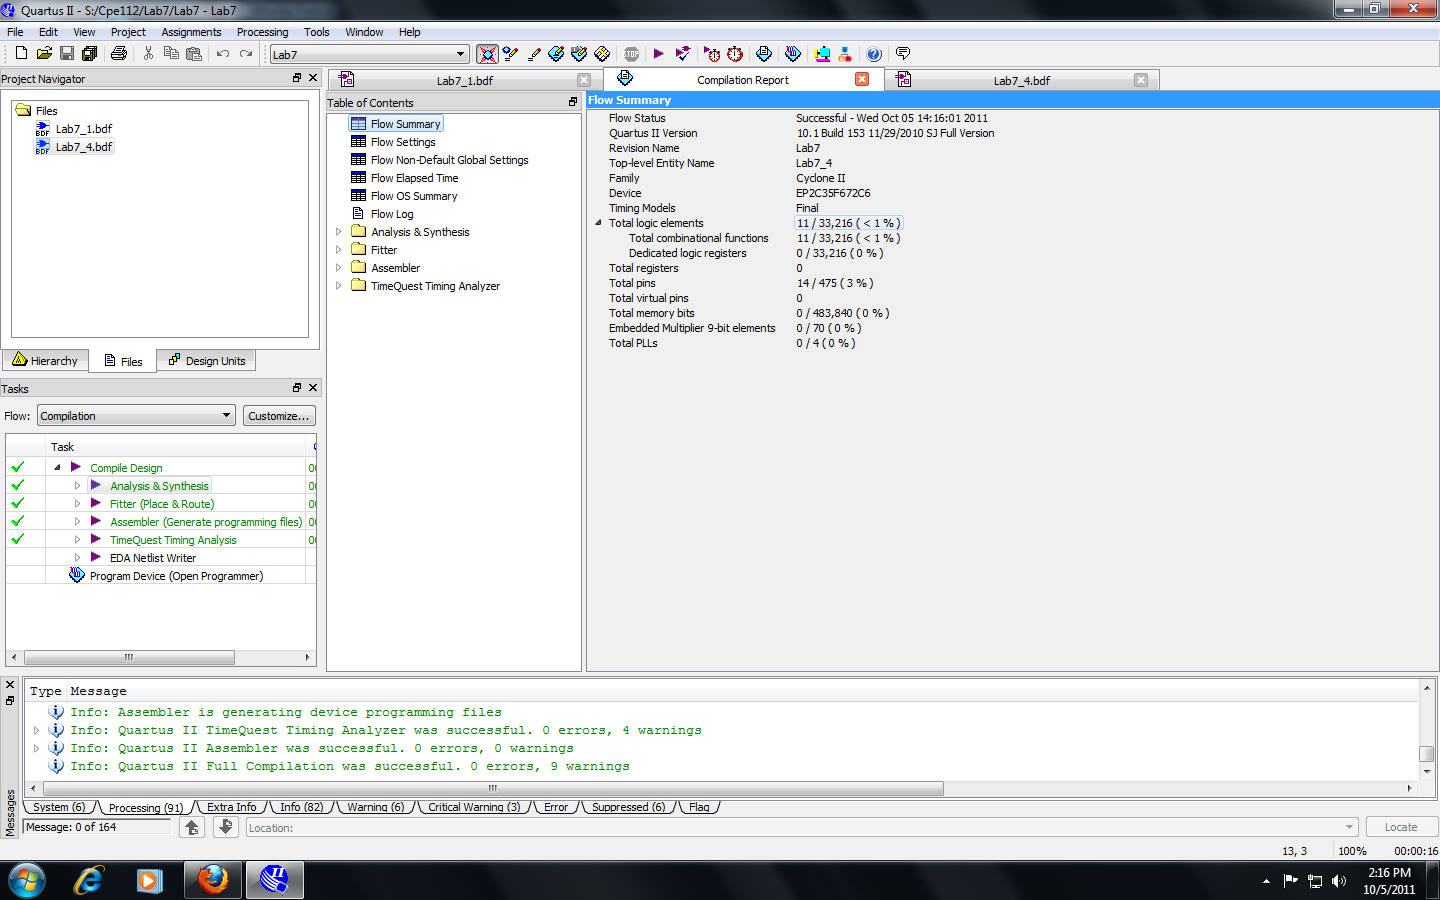 Quartus II - S:/Cpe112/Lab7/Lab7 - Lab7
File Edit View Project Assignments Processing Tools Window Help
Lab7
Project Navigator
Files
Lab7_1.bdf
Lab7_4.bdf
Hierarchy Files Design Units
Tasks
Flow: Compilation Customize...
Task
Compile Design 00
Analysis & Synthesis 00
Fitter (Place & Route) 00
Assembler (Generate programming files) 00
TimeQuest Timing Analysis 00
EDA Netlist Writer
Program Device (Open Programmer)
Lab7_1.bdf Compilation Report Lab7_4.bdf
Table of Contents
Flow Summary
Flow Settings
Flow Non-Default Global Settings
Flow Elapsed Time
Flow OS Summary
Flow Log
Analysis & Synthesis
Fitter
Assembler
TimeQuest Timing Analyzer
Flow Summary
Flow Status Successful - Wed Oct 05 14:16:01 2011
Quartus II Version 10.1 Build 153 11/29/2010 SJ Full Version
Revision Name Lab7
Top-level Entity Name Lab7_4
Family Cyclone II
Device EP2C35F672C6
Timing Models Final
Total logic elements 11 / 33,216 ( < 1 % )
Total combinational functions 11 / 33,216 ( < 1 % )
Dedicated logic registers 0 / 33,216 ( 0 % )
Total registers 0
Total pins 14 / 475 ( 3 % )
Total virtual pins 0
Total memory bits 0 / 483,840 ( 0 % )
Embedded Multiplier 9-bit elements 0 / 70 ( 0 % )
Total PLLs 0 / 4 ( 0 % )
Messages
Type Message
Info: Assembler is generating device programming files
Info: Quartus II TimeQuest Timing Analyzer was successful. 0 errors, 4 warnings
Info: Quartus II Assembler was successful. 0 errors, 0 warnings
Info: Quartus II Full Compilation was successful. 0 errors, 9 warnings
System (6) Processing (91) Extra Info Info (82) Warning (6) Critical Warning (3) Error Suppressed (6) Flag
Message: 0 of 164 Location: Locate
13, 3 100% 00:00:16
2:16 PM
10/5/2011